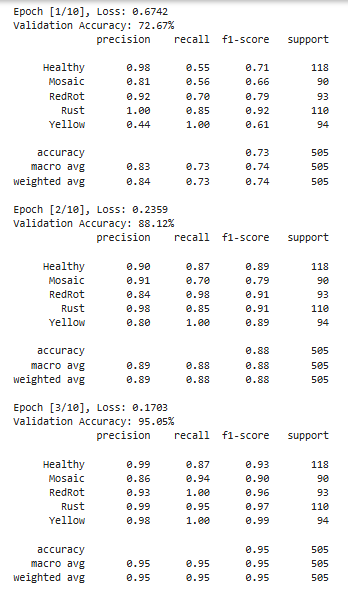 Epoch [1/10], Loss: 0.6742
Validation Accuracy: 72.67%
precision recall f1-score support
Healthy 0.98 0.55 0.71 118
Mosaic 0.81 0.56 0.66 90
RedRot 0.92 0.70 0.79 93
Rust 1.00 0.85 0.92 110
Yellow 0.44 1.00 0.61 94
accuracy 0.73 505
macro avg 0.83 0.73 0.74 505
weighted avg 0.84 0.73 0.74 505
Epoch [2/10], Loss: 0.2359
Validation Accuracy: 88.12%
precision recall f1-score support
Healthy 0.90 0.87 0.89 118
Mosaic 0.91 0.70 0.79 90
RedRot 0.84 0.98 0.91 93
Rust 0.98 0.85 0.91 110
Yellow 0.80 1.00 0.89 94
accuracy 0.88 505
macro avg 0.89 0.88 0.88 505
weighted avg 0.89 0.88 0.88 505
Epoch [3/10], Loss: 0.1703
Validation Accuracy: 95.05%
precision recall f1-score support
Healthy 0.99 0.87 0.93 118
Mosaic 0.86 0.94 0.90 90
RedRot 0.93 1.00 0.96 93
Rust 0.99 0.95 0.97 110
Yellow 0.98 1.00 0.99 94
accuracy 0.95 505
macro avg 0.95 0.95 0.95 505
weighted avg 0.95 0.95 0.95 505